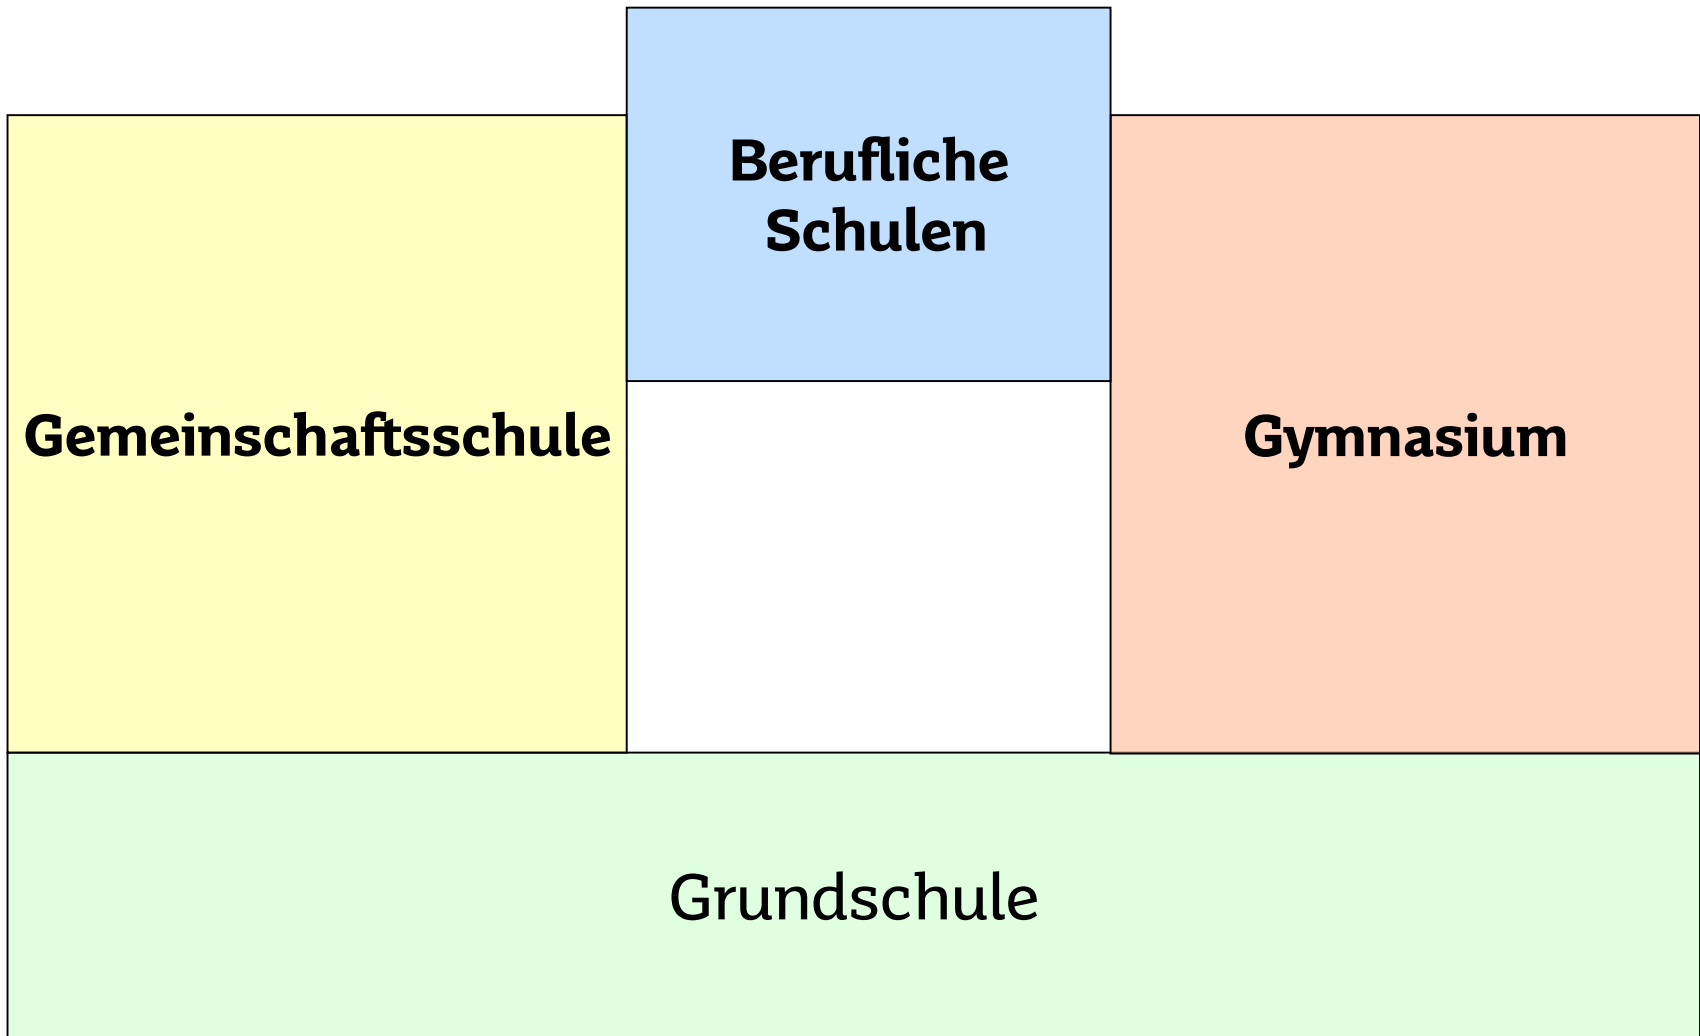 Berufliche
Schulen
Gemeinschaftsschule
Gymnasium
Grundschule